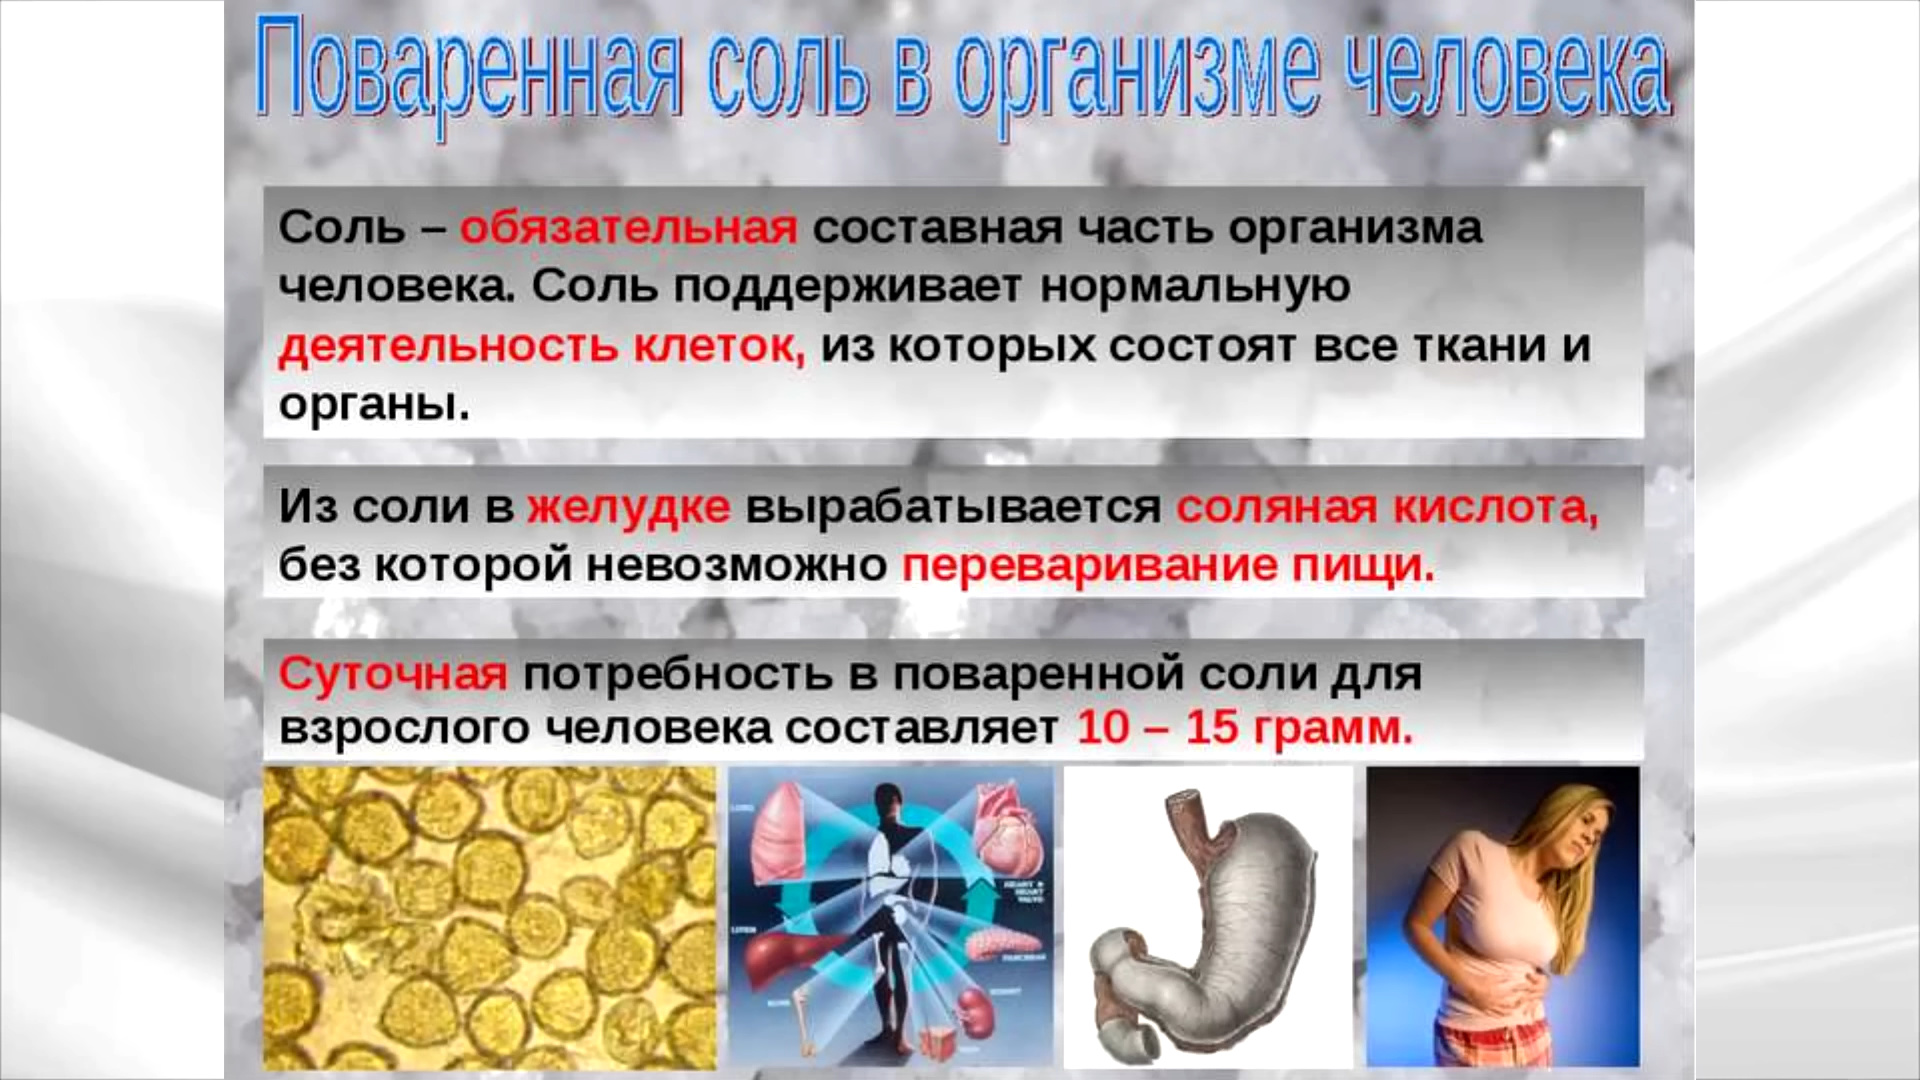 Поваренная соль в организме человека
Соль – обязательная составная часть организма
человека. Соль поддерживает нормальную
деятельность клеток, из которых состоят все ткани и
органы.
Из соли в желудке вырабатывается соляная кислота,
без которой невозможно переваривание пищи.
Суточная потребность в поваренной соли для
взрослого человека составляет 10 – 15 грамм.